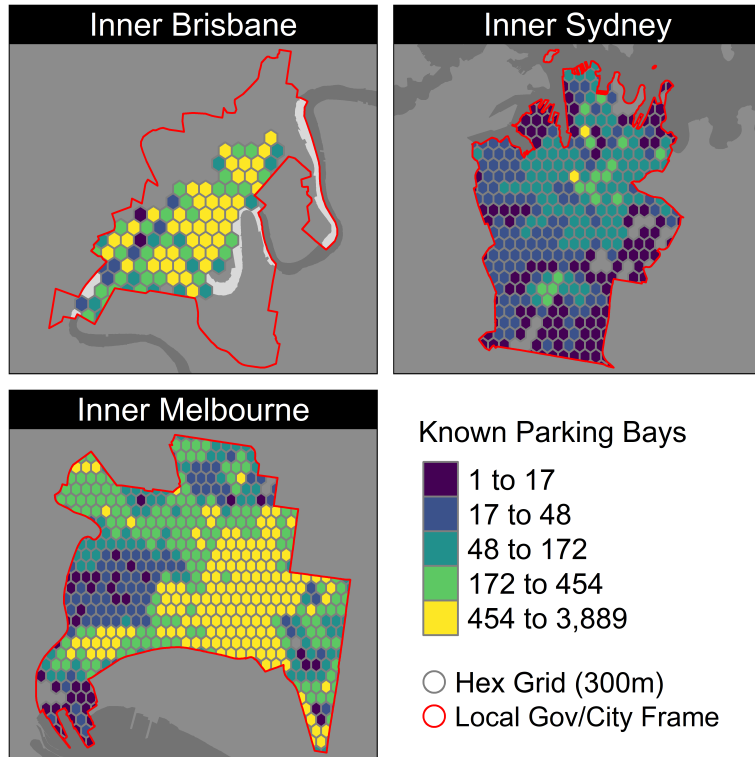 Inner Brisbane
Inner Sydney
Inner Melbourne
Known Parking Bays
1 to 17
17 to 48
48 to 172
172 to 454
454 to 3,889
Hex Grid (300m)
Local Gov/City Frame